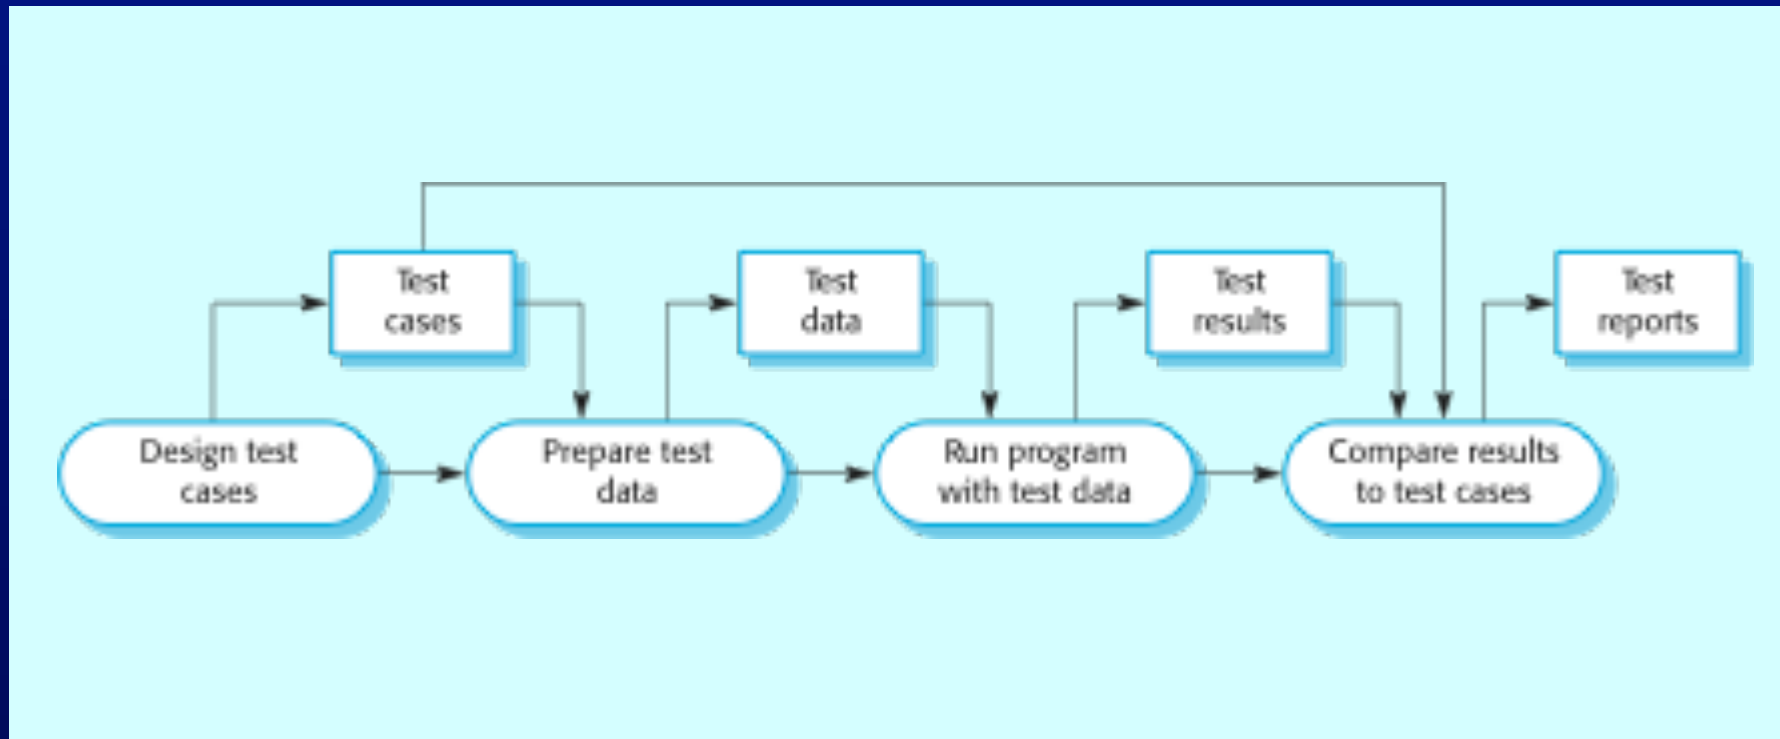 Test
cases
Test
data
Test
results
Test
reports
Design test
cases
Prepare test
data
Run program
with test data
Compare results
to test cases